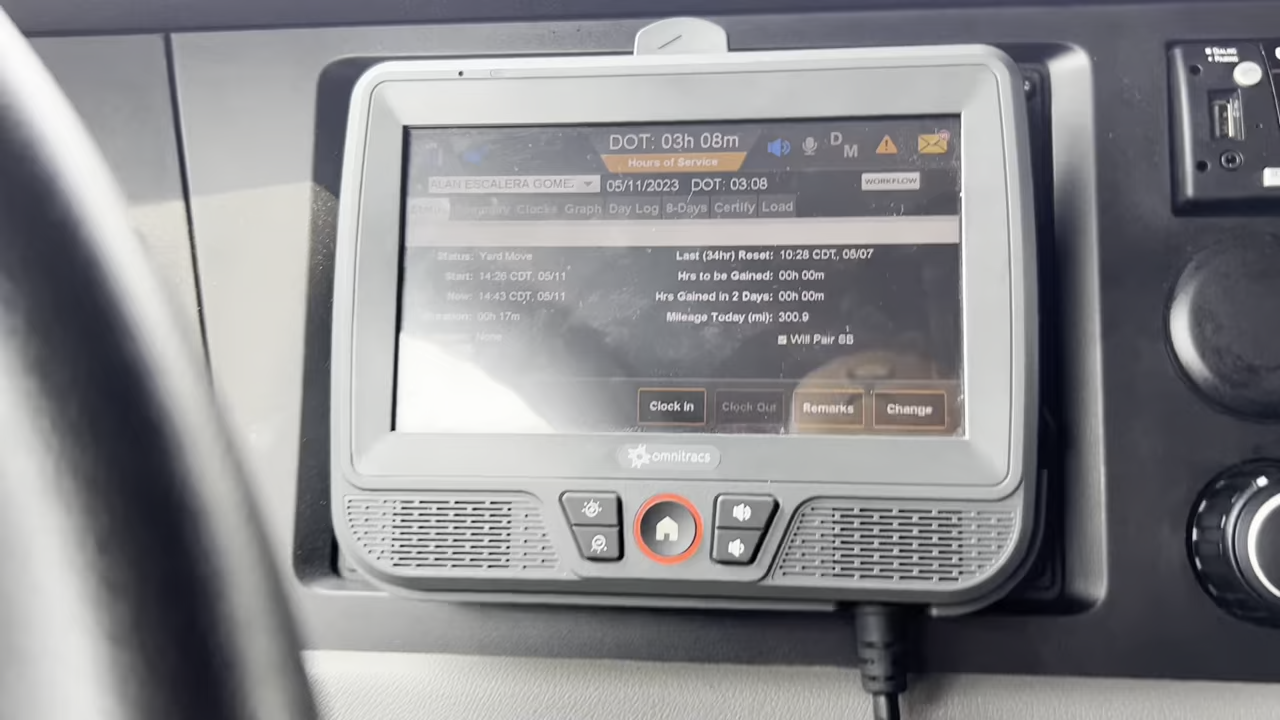 DOT: 03h 08m
D
M
Hours of Service
ALAN ESCALERA GOME
05/11/2023 DOT: 03:08
WORKFLOW
Clocks Graph Day Log 8-Days Certify Load
Status: Yard Move
Start: 14:26 CDT, 05/11
Now: 14:43 CDT, 05/11
00h 17m
None
Last (34hr) Reset: 10:28 CDT, 05/07
Hrs to be Gained: 00h 00m
Hrs Gained in 2 Days: 00h 00m
Mileage Today (mi): 300.9
Will Pair SB
Clock In
Clock Out
Remarks
Change
omnitracs